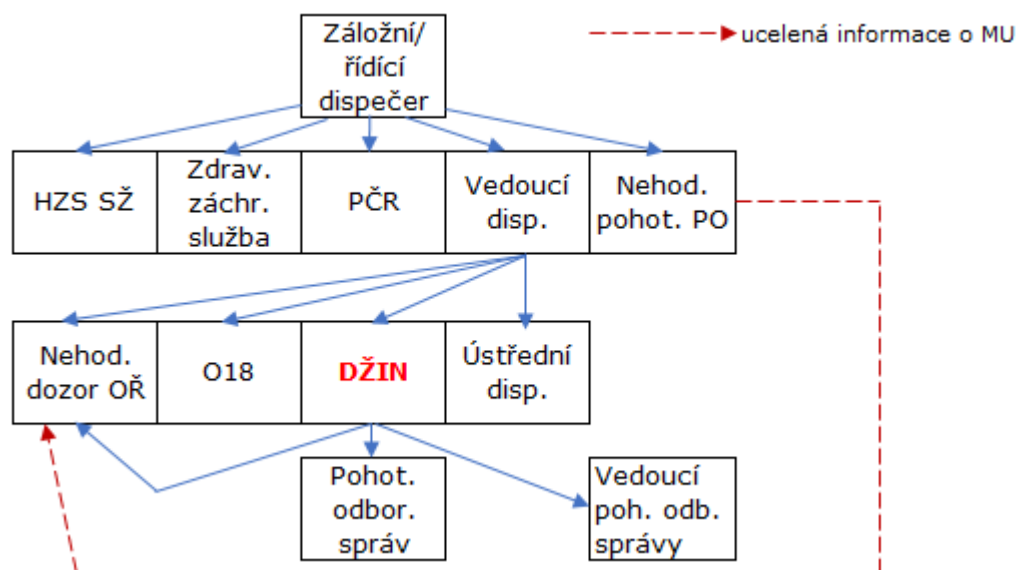 Záložní/
řídící
dispečer
ucelená informace o MU
HZS SŽ
Zdrav.
záchr.
služba
PČR
Vedoucí
disp.
Nehod.
pohot. PO
Nehod.
dozor OŘ
O18
DŽIN
Ústřední
disp.
Pohot.
odbor.
správ
Vedoucí
poh. odb.
správy